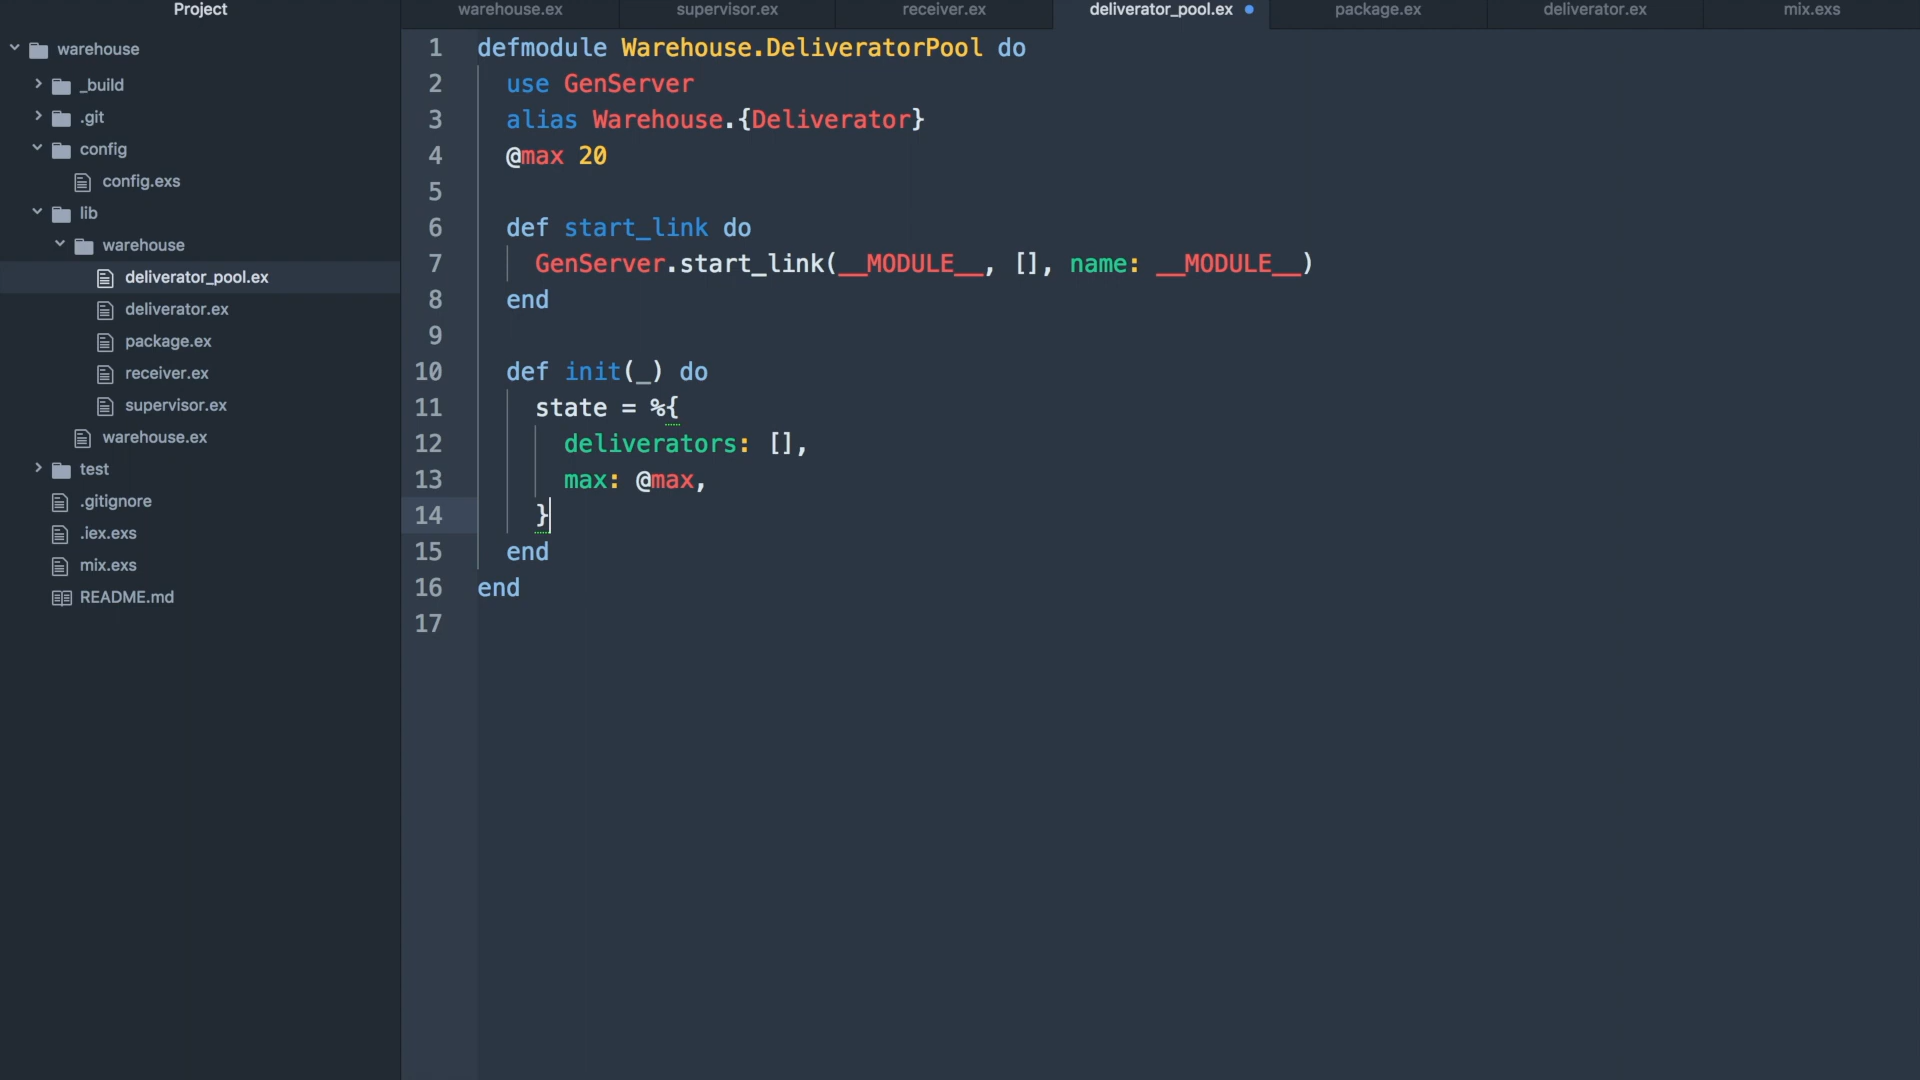 Project
warehouse
_build
.git
config
config.exs
lib
warehouse
deliverator_pool.ex
deliverator.ex
package.ex
receiver.ex
supervisor.ex
warehouse.ex
test
.gitignore
.iex.exs
mix.exs
README.md
warehouse.ex supervisor.ex receiver.ex deliverator_pool.ex package.ex deliverator.ex mix.exs
1 defmodule Warehouse.DeliveratorPool do
2   use GenServer
3   alias Warehouse.{Deliverator}
4   @max 20
5
6   def start_link do
7     GenServer.start_link(__MODULE__, [], name: __MODULE__)
8   end
9
10   def init(_) do
11     state = %{
12       deliverators: [],
13       max: @max,
14     }
15   end
16 end
17